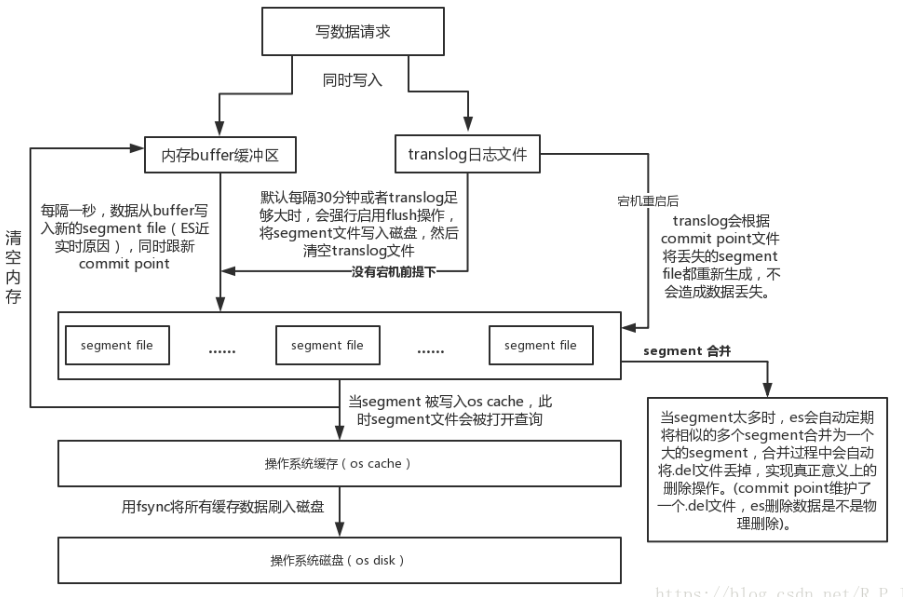 写数据请求
同时写入
内存buffer缓冲区
translog日志文件
每隔一秒，数据从buffer写
入新的segment file（ES近
实时原因），同时跟新
commit point
默认每隔30分钟或者translog足
够大时，会强行启用flush操作，
将segment文件写入磁盘，然后
清空translog文件
没有宕机前提下
宕机重启后
translog会根据
commit point文件
将丢失的segment
file都重新生成，不
会造成数据丢失。
清空内存
segment file
......
segment file
......
segment file
segment 合并
当segment 被写入os cache，此
时segment文件会被打开查询
操作系统缓存（os cache）
用fsync将所有缓存数据刷入磁盘
操作系统磁盘（os disk）
当segment太多时，es会自动定期
将相似的多个segment合并为一个
大的segment，合并过程中会自动
将.del文件丢掉，实现真正意义上的
删除操作。(commit point维护了
一个.del文件，es删除数据是不是物
理删除)。
https://blog.csdn.net/R_P_